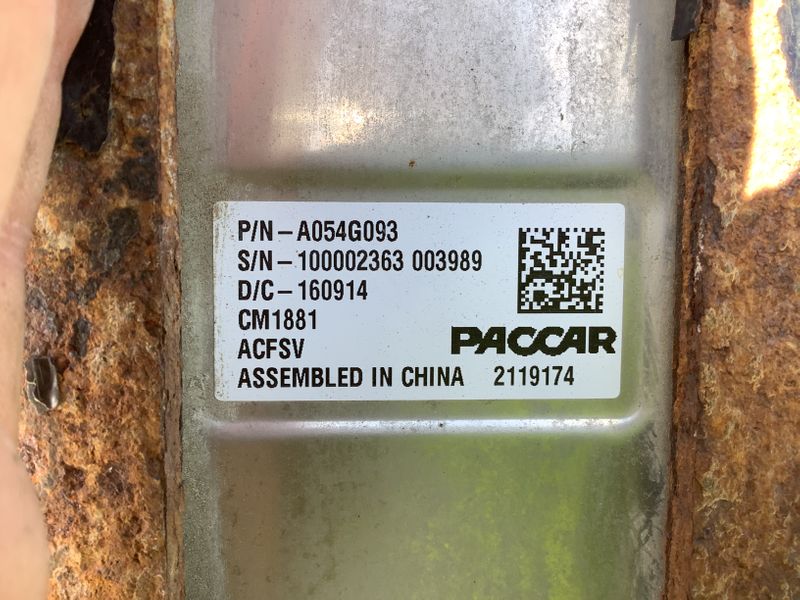 P/N-A054G093
S/N-100002363 003989
D/C-160914
CM1881
ACFSV
PACCAR
ASSEMBLED IN CHINA 2119174